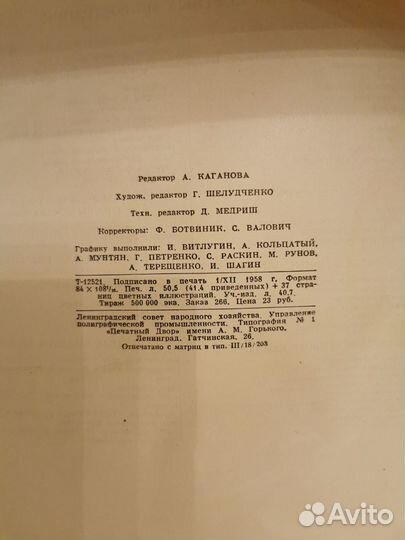 Редактор А. КАГАНОВА
Худож. редактор Г. ШЕЛУДЧЕНКО
Техн. редактор Д. МЕДРИШ
Корректоры: Ф. БОТВИНИК, С. ВАЛОВИЧ
Графику выполнили: И. ВИТЛУГИН, А. КОЛЬЦАТЫЙ,
А. МУНТЯН, Г. ПЕТРЕНКО, С. РАСКИН, М. РУНОВ,
А. ТЕРЕЩЕНКО, И. ШАГИН
Т-12521. Подписано в печать 1/XII 1958 г. Формат
84 × 108¹/₁₆. Печ. л. 50,5 (41,4 приведенных) + 37 стра-
ниц цветных иллюстраций. Уч.-изд. л. 40,7.
Тираж 500 000 экз. Заказ 266. Цена 23 руб.
Ленинградский совет народного хозяйства. Управление
полиграфической промышленности. Типография № 1
«Печатный Двор» имени А. М. Горького.
Ленинград, Гатчинская, 26.
Отпечатано с матриц в тип. III/18/203
Avito